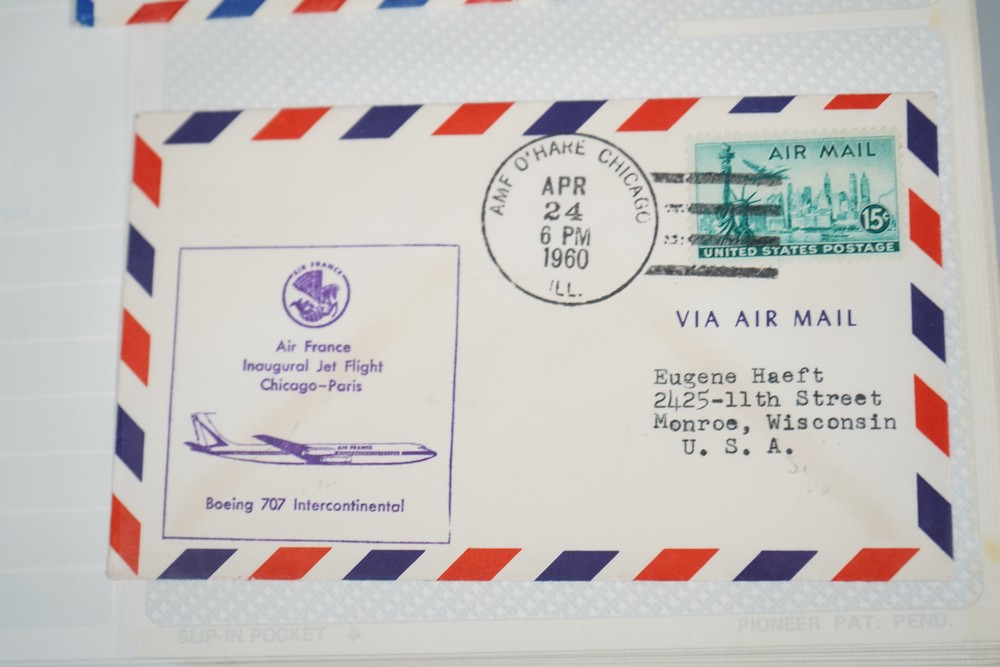 AMF O'HARE CHICAGO
APR
24
6 PM
1960
ILL.
AIR MAIL
15¢
UNITED STATES POSTAGE
AIR FRANCE
Air France
Inaugural Jet Flight
Chicago-Paris
AIR FRANCE
Boeing 707 Intercontinental
VIA AIR MAIL
Eugene Haeft
2425-11th Street
Monroe, Wisconsin
U. S. A.
SLIP-IN POCKET
PIONEER PAT. PEND.